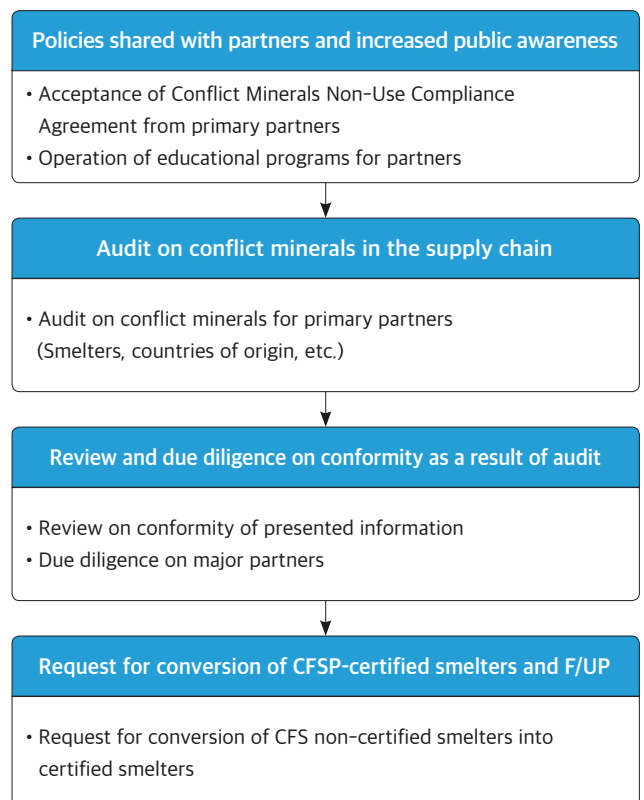 Policies shared with partners and increased public awareness
• Acceptance of Conflict Minerals Non-Use Compliance
Agreement from primary partners
• Operation of educational programs for partners
Audit on conflict minerals in the supply chain
• Audit on conflict minerals for primary partners
(Smelters, countries of origin, etc.)
Review and due diligence on conformity as a result of audit
• Review on conformity of presented information
• Due diligence on major partners
Request for conversion of CFSP-certified smelters and F/UP
• Request for conversion of CFS non-certified smelters into
certified smelters